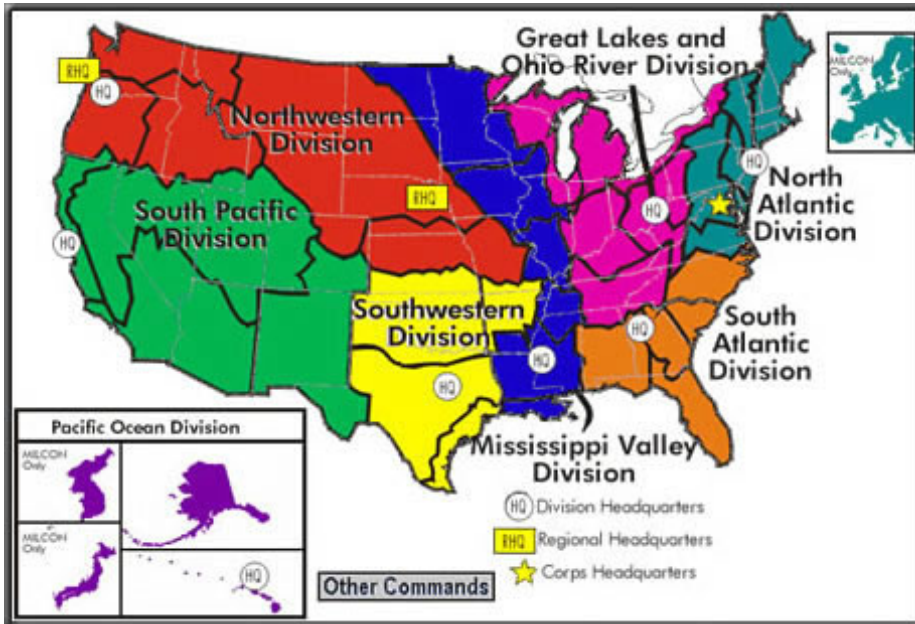 Great Lakes and
Ohio River Division
MILCON
Only
RHQ
HQ
Northwestern
Division
HQ
North
Atlantic
Division
RHQ
HQ
South Pacific
Division
HQ
Southwestern
Division
HQ
South
Atlantic
Division
HQ
HQ
Mississippi Valley
Division
Pacific Ocean Division
MILCON
Only
MILCON
Only
HQ
HQ Division Headquarters
RHQ Regional Headquarters
Corps Headquarters
Other Commands